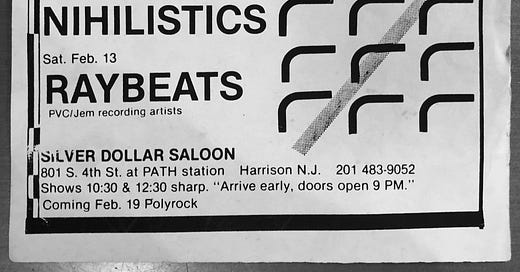 NIHILISTICS
Sat. Feb. 13
RAYBEATS
PVC/Jem recording artists
SILVER DOLLAR SALOON
801 S. 4th St. at PATH station Harrison N.J. 201 483-9052
Shows 10:30 & 12:30 sharp. "Arrive early, doors open 9 PM."
Coming Feb. 19 Polyrock